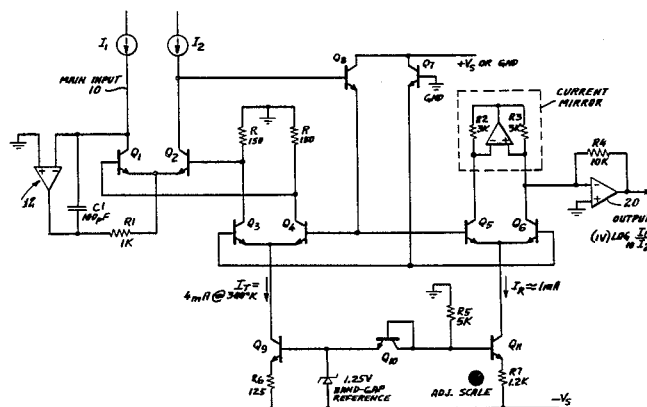 I1
I2
MAIN INPUT
10
Q8
Q7
+VS OR GND
GND
CURRENT
MIRROR
R
150
R
150
R2
3K
R3
3K
R4
10K
Q1
Q2
C1
100pF
R1
1K
Q3
Q4
Q5
Q6
20
OUTPUT
(1V) LOG10 I1
I2
IT =
4mA @ 300°K
IR ≈ 1mA
R5
5K
Q9
Q10
Q11
R6
125
1.25V
BAND-GAP
REFERENCE
ADJ. SCALE
R7
1.2K
-VS